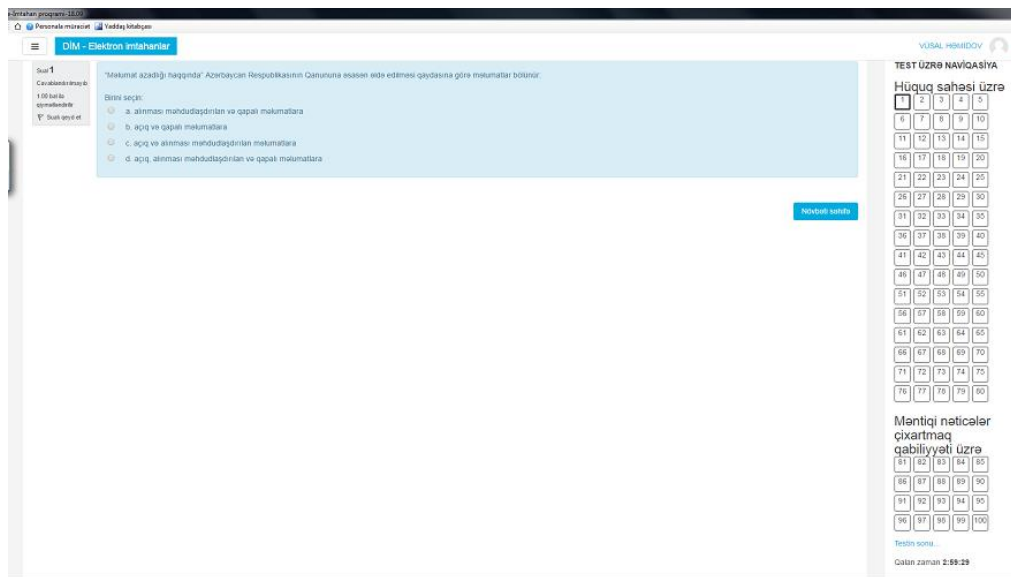 e-İmtahan proqramı-18.09
Personala müraciət Yaddaş kitabçası
DİM - Elektron imtahanlar
VÜSAL HƏMİDOV
Sual 1
Cavablandırılmayıb
1.00 bal ilə
qiymətləndirilir
Sualı qeyd et
"Məlumat azadlığı haqqında" Azərbaycan Respublikasının Qanununa əsasən əldə edilməsi qaydasına görə məlumatlar bölünür:
Birini seçin:
a. alınması məhdudlaşdırılan və qapalı məlumatlara
b. açıq və qapalı məlumatlara
c. açıq və alınması məhdudlaşdırılan məlumatlara
d. açıq, alınması məhdudlaşdırılan və qapalı məlumatlara
Növbəti səhifə
TEST ÜZRƏ NAVİQASİYA
Hüquq sahəsi üzrə
1 2 3 4 5
6 7 8 9 10
11 12 13 14 15
16 17 18 19 20
21 22 23 24 25
26 27 28 29 30
31 32 33 34 35
36 37 38 39 40
41 42 43 44 45
46 47 48 49 50
51 52 53 54 55
56 57 58 59 60
61 62 63 64 65
66 67 68 69 70
71 72 73 74 75
76 77 78 79 80
Məntiqi nəticələr
çıxartmaq
qabiliyyəti üzrə
81 82 83 84 85
86 87 88 89 90
91 92 93 94 95
96 97 98 99 100
Testin sonu...
Qalan zaman 2:59:29